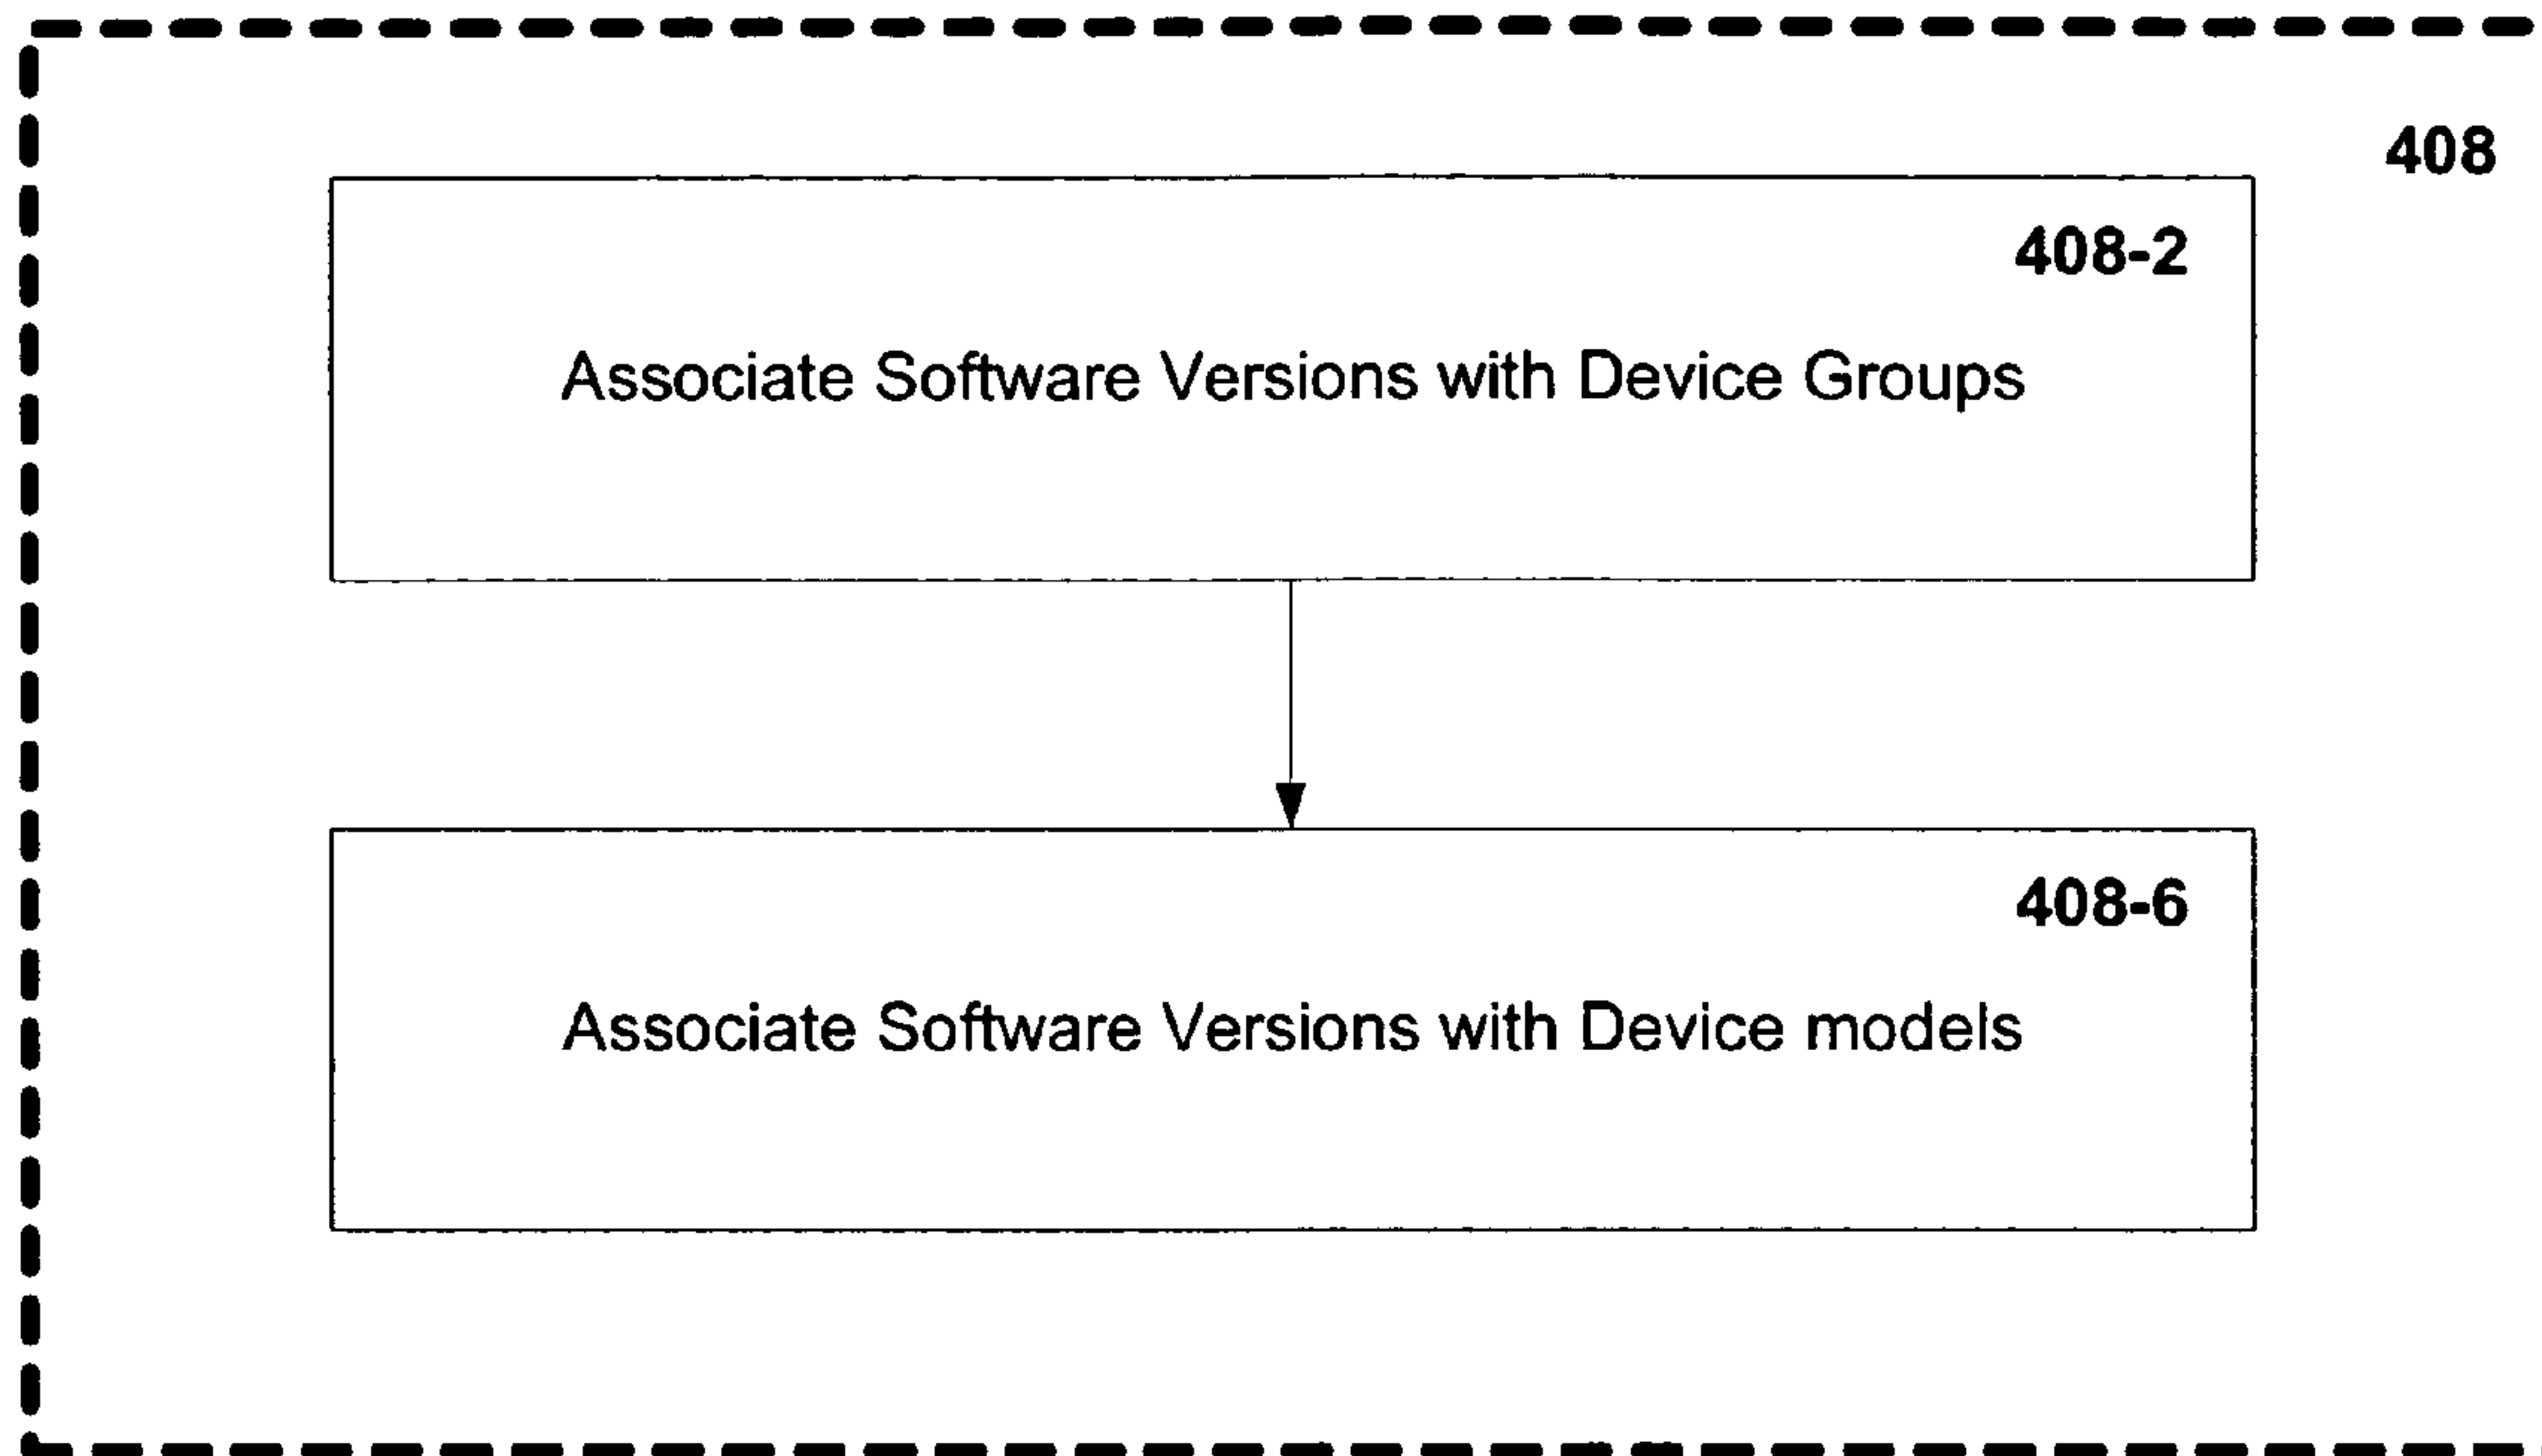 408
408-2
Associate Software Versions with Device Groups
408-6
Associate Software Versions with Device models